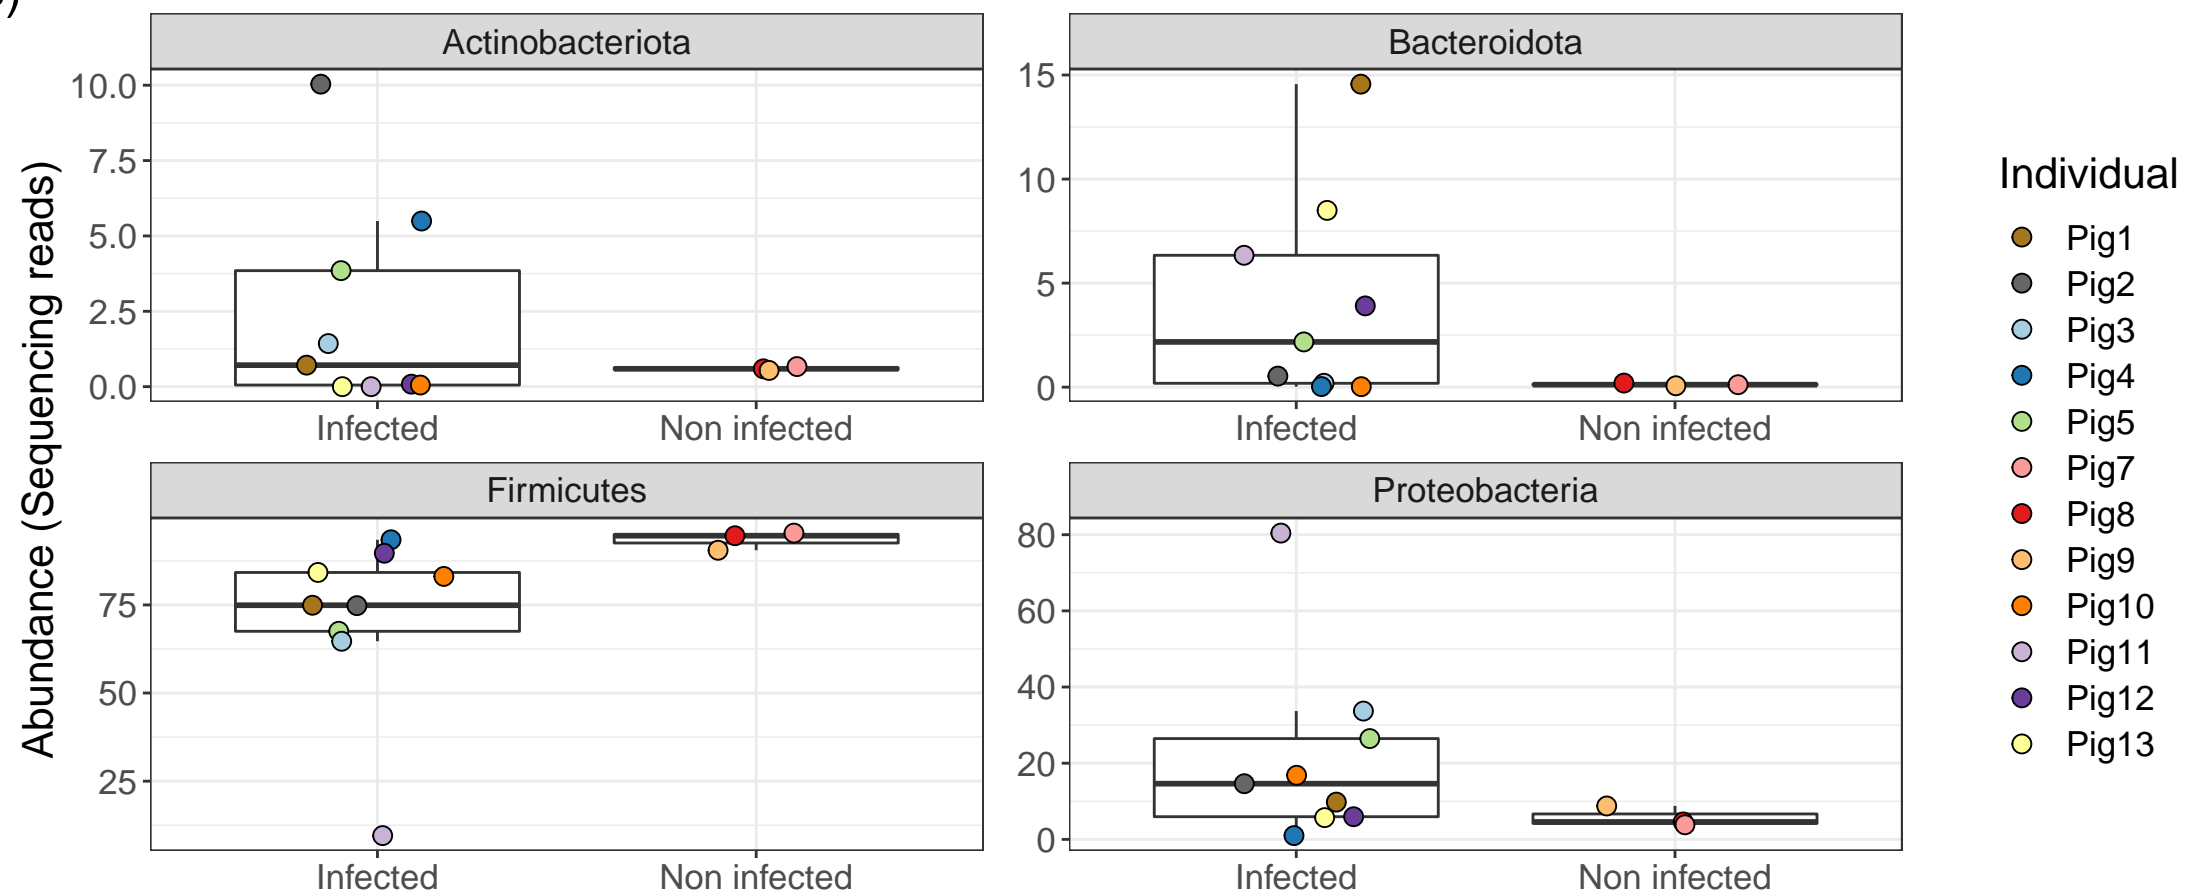 Actinobacteriota
Bacteroidota
10.0
7.5
5.0
2.5
0.0
15
10
5
0
Infected
Non infected
Infected
Non infected
Firmicutes
Proteobacteria
75
50
25
80
60
40
20
0
Infected
Non infected
Infected
Non infected
Abundance (Sequencing reads)
Individual
Pig1
Pig2
Pig3
Pig4
Pig5
Pig7
Pig8
Pig9
Pig10
Pig11
Pig12
Pig13